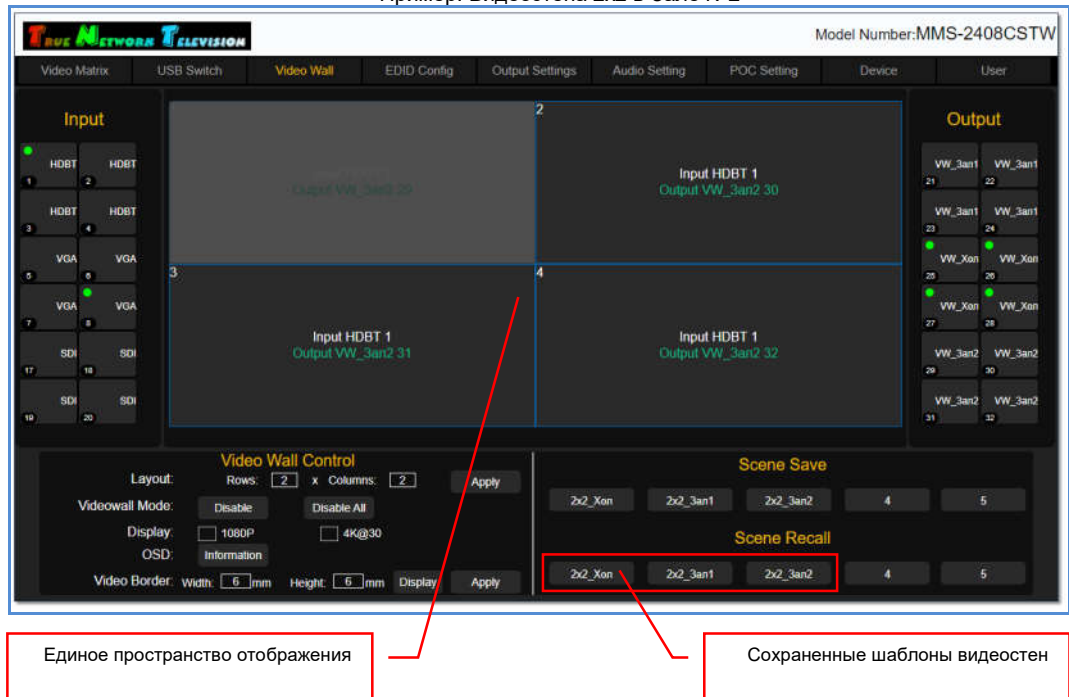 True Network Television
Model Number:MMS-2408CSTW
Video Matrix USB Switch Video Wall EDID Config Output Settings Audio Setting POC Setting Device User
Input
HDBT HDBT
1 2
HDBT HDBT
3 4
VGA VGA
5 6
VGA VGA
7 8
SDI SDI
17 18
SDI SDI
19 20
Output VW_Зал2 29
2
Input HDBT 1
Output VW_Зал2 30
3
Input HDBT 1
Output VW_Зал2 31
4
Input HDBT 1
Output VW_Зал2 32
Output
VW_Зал1 VW_Зал1
21 22
VW_Зал1 VW_Зал1
23 24
VW_Хол VW_Хол
25 26
VW_Хол VW_Хол
27 28
VW_Зал2 VW_Зал2
29 30
VW_Зал2 VW_Зал2
31 32
Video Wall Control
Layout: Rows: 2 x Columns: 2 Apply
Videowall Mode: Disable Disable All
Display: 1080P 4K@30
OSD: Information
Video Border: Width: 6 mm Height: 6 mm Display Apply
Scene Save
2x2_Хол 2x2_Зал1 2x2_Зал2 4 5
Scene Recall
2x2_Хол 2x2_Зал1 2x2_Зал2 4 5
Единое пространство отображения
Сохраненные шаблоны видеостен